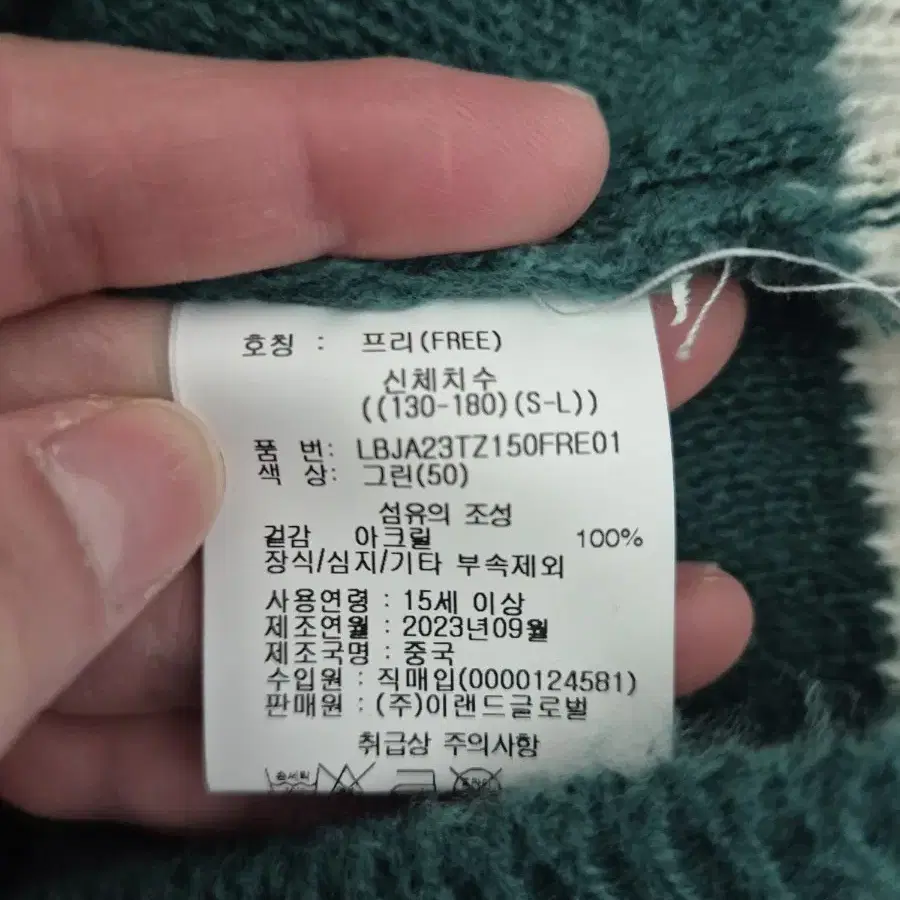 호칭 : 프리(FREE)
신체치수
((130-180)(S-L))
품 번: LBJA23TZ150FRE01
색 상: 그린(50)
섬유의 조성
겉감 아크릴 100%
장식/심지/기타 부속제외
사용연령 : 15세 이상
제조연월 : 2023년09월
제조국명 : 중국
수입원 : 직매입(0000124581)
판매원 : (주)이랜드글로벌
취급상 주의사항
손세탁